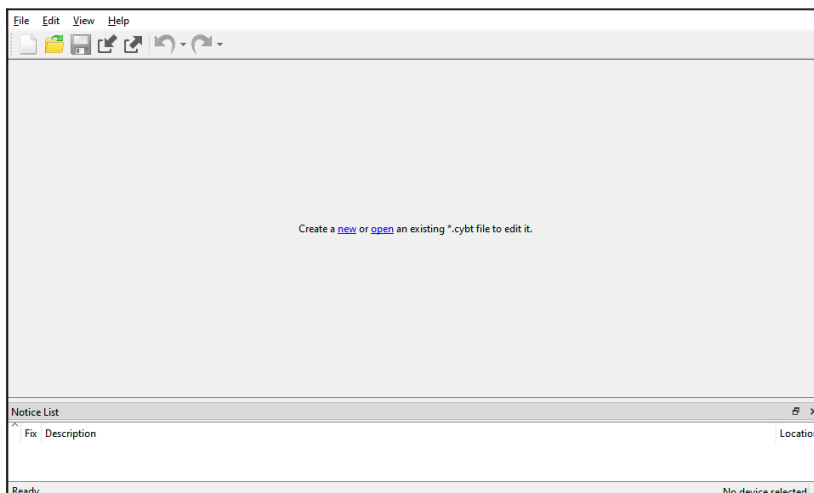 File Edit View Help
Create a new or open an existing *.cybt file to edit it.
Notice List
Fix Description Locatio
Ready No device selected